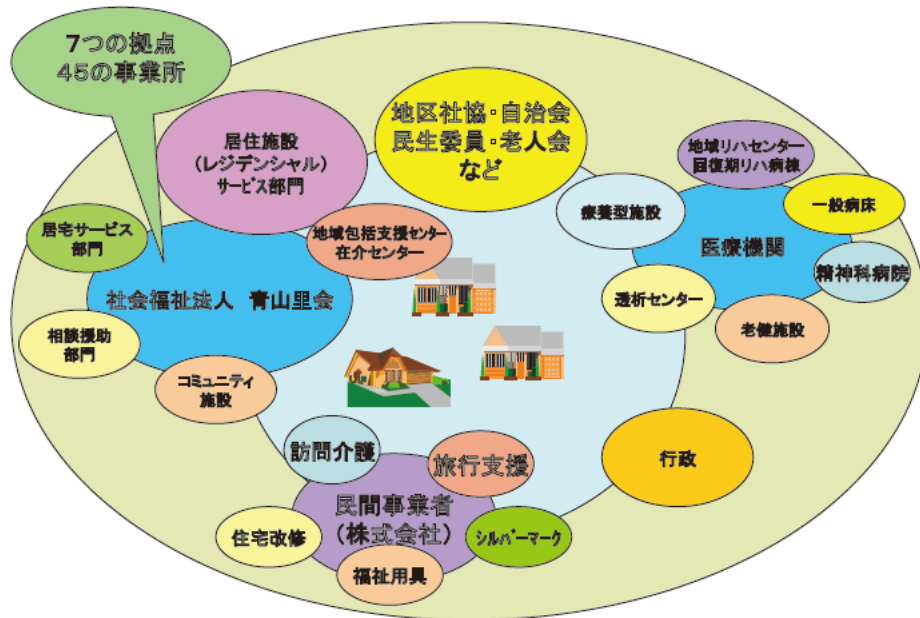 7つの拠点
45の事業所
居住施設
(レジデンシャル)
サービス部門
地区社協・自治会
民生委員・老人会
など
地域リハセンター
回復期リハ病棟
療養型施設
一般病床
居宅サービス
部門
地域包括支援センター
在介センター
医療機関
精神科病院
社会福祉法人 青山里会
透析センター
相談援助
部門
老健施設
コミュニティ
施設
訪問介護
旅行支援
行政
民間事業者
(株式会社)
住宅改修
シルバーマーク
福祉用具